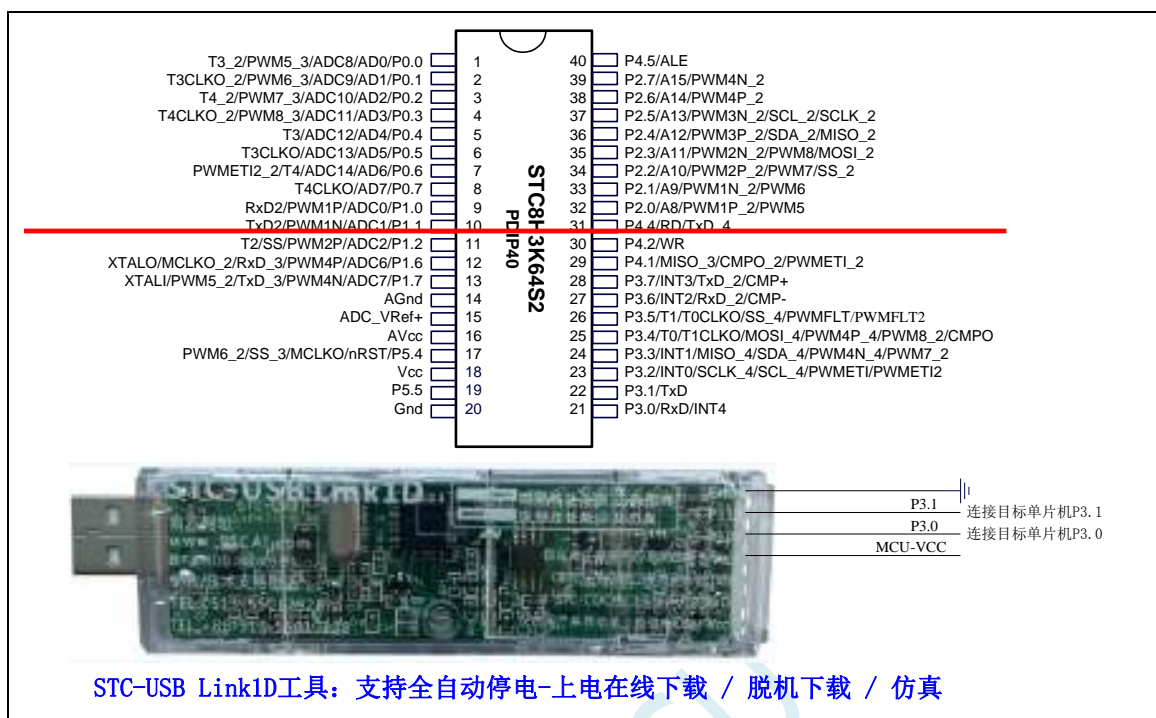 T3_2/PWM5_3/ADC8/AD0/P0.0 1 40 P4.5/ALE
T3CLKO_2/PWM6_3/ADC9/AD1/P0.1 2 39 P2.7/A15/PWM4N_2
T4_2/PWM7_3/ADC10/AD2/P0.2 3 38 P2.6/A14/PWM4P_2
T4CLKO_2/PWM8_3/ADC11/AD3/P0.3 4 37 P2.5/A13/PWM3N_2/SCL_2/SCLK_2
T3/ADC12/AD4/P0.4 5 36 P2.4/A12/PWM3P_2/SDA_2/MISO_2
T3CLKO/ADC13/AD5/P0.5 6 35 P2.3/A11/PWM2N_2/PWM8/MOSI_2
PWMETI2_2/T4/ADC14/AD6/P0.6 7 34 P2.2/A10/PWM2P_2/PWM7/SS_2
T4CLKO/AD7/P0.7 8 33 P2.1/A9/PWM1N_2/PWM6
RxD2/PWM1P/ADC0/P1.0 9 32 P2.0/A8/PWM1P_2/PWM5
TxD2/PWM1N/ADC1/P1.1 10 31 P4.4/RD/TxD_4
T2/SS/PWM2P/ADC2/P1.2 11 30 P4.2/WR
XTALO/MCLKO_2/RxD_3/PWM4P/ADC6/P1.6 12 29 P4.1/MISO_3/CMPO_2/PWMETI_2
XTALI/PWM5_2/TxD_3/PWM4N/ADC7/P1.7 13 28 P3.7/INT3/TxD_2/CMP+
AGnd 14 27 P3.6/INT2/RxD_2/CMP-
ADC_VRef+ 15 26 P3.5/T1/T0CLKO/SS_4/PWMFLT/PWMFLT2
AVcc 16 25 P3.4/T0/T1CLKO/MOSI_4/PWM4P_4/PWM8_2/CMPO
PWM6_2/SS_3/MCLKO/nRST/P5.4 17 24 P3.3/INT1/MISO_4/SDA_4/PWM4N_4/PWM7_2
Vcc 18 23 P3.2/INT0/SCLK_4/SCL_4/PWMETI/PWMETI2
P5.5 19 22 P3.1/TxD
Gnd 20 21 P3.0/RxD/INT4
STC8H3K64S2
PDIP40
STC-USB Link1D
P3.1 连接目标单片机P3.1
P3.0 连接目标单片机P3.0
MCU-VCC
STC-USB Link1D工具: 支持全自动停电-上电在线下载 / 脱机下载 / 仿真